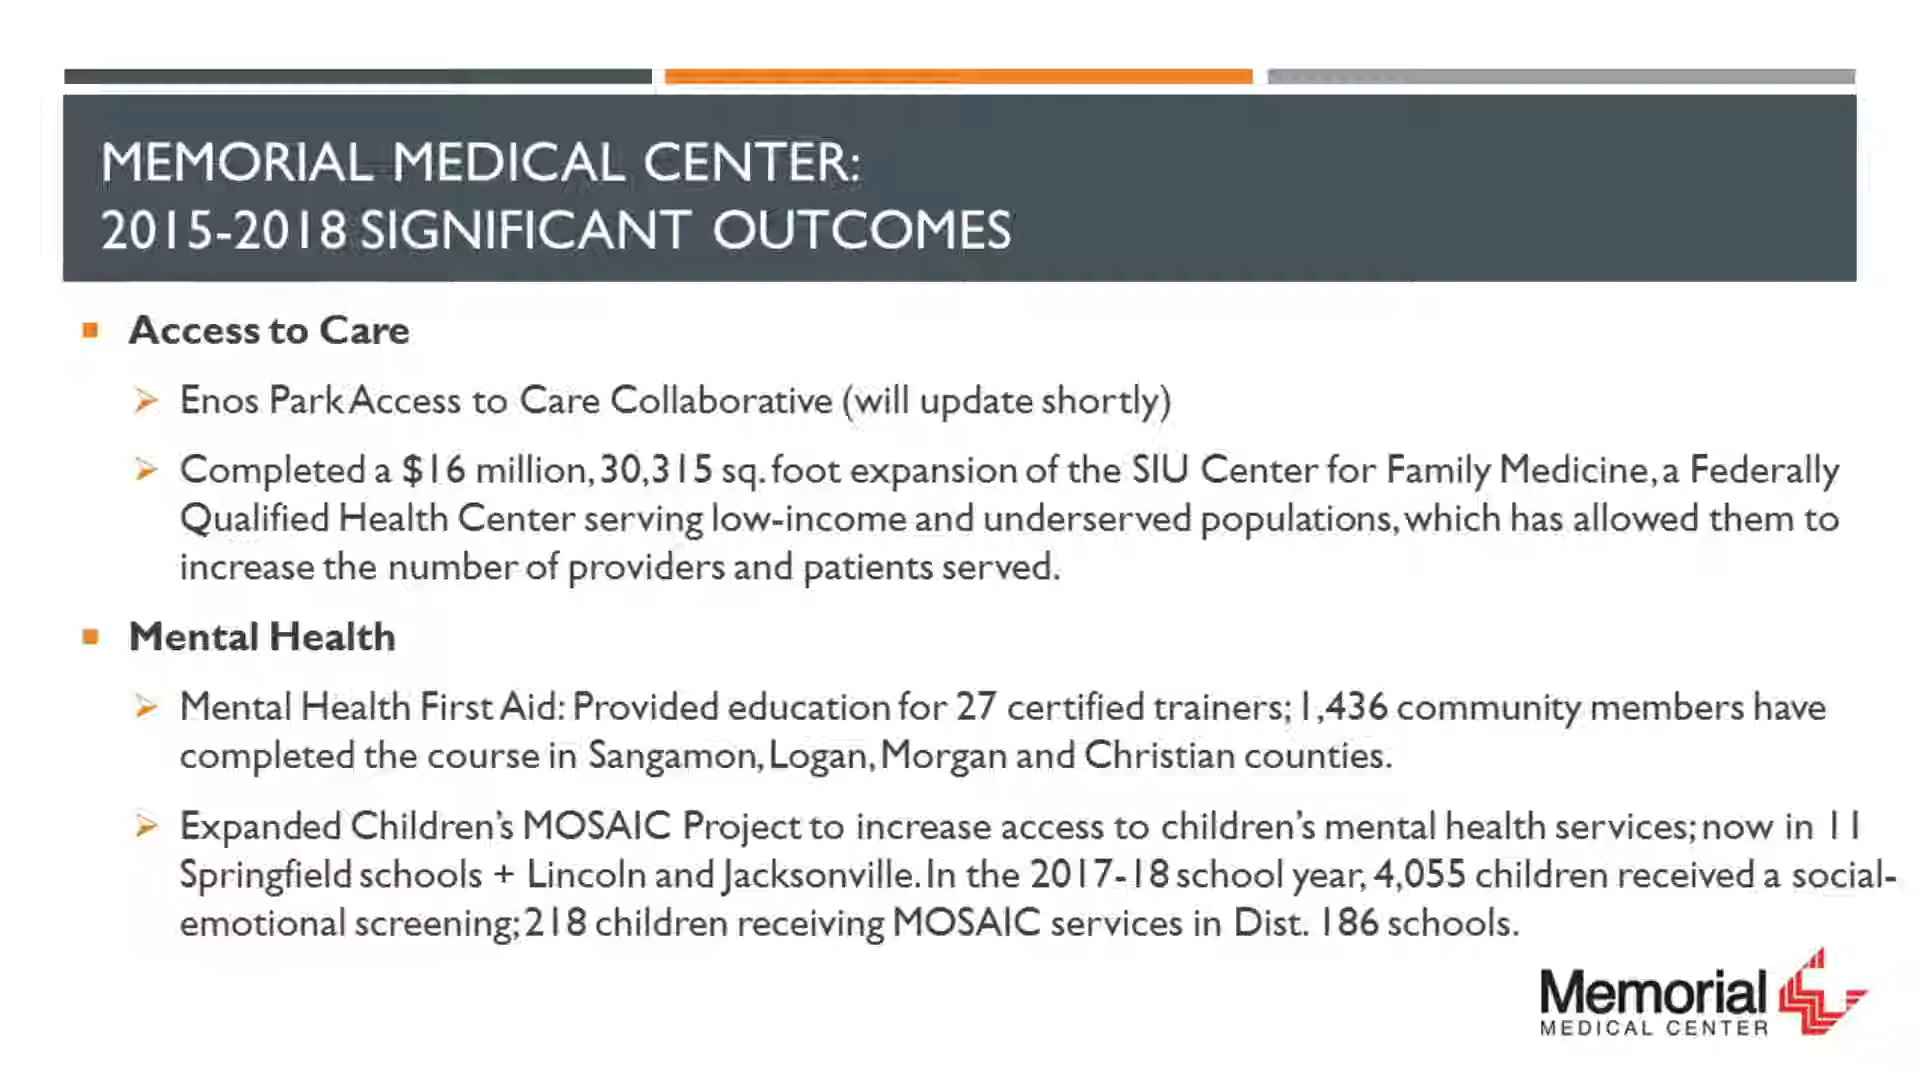 MEMORIAL MEDICAL CENTER:
2015-2018 SIGNIFICANT OUTCOMES
Access to Care
Enos Park Access to Care Collaborative (will update shortly)
Completed a $16 million, 30,315 sq. foot expansion of the SIU Center for Family Medicine, a Federally
Qualified Health Center serving low-income and underserved populations, which has allowed them to
increase the number of providers and patients served.
Mental Health
Mental Health First Aid: Provided education for 27 certified trainers; 1,436 community members have
completed the course in Sangamon, Logan, Morgan and Christian counties.
Expanded Children's MOSAIC Project to increase access to children's mental health services; now in 11
Springfield schools + Lincoln and Jacksonville. In the 2017-18 school year, 4,055 children received a social-
emotional screening; 218 children receiving MOSAIC services in Dist. 186 schools.
Memorial
MEDICAL CENTER